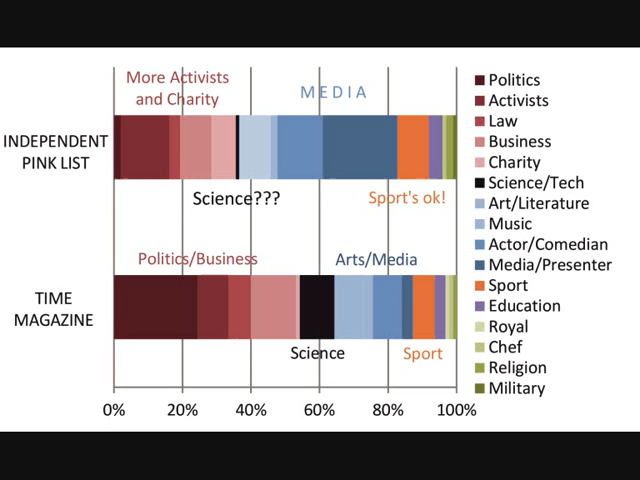 More Activists
and Charity
M E D I A
INDEPENDENT
PINK LIST
Science???
Sport's ok!
Politics/Business
Arts/Media
TIME
MAGAZINE
Science
Sport
0%
20%
40%
60%
80%
100%
Politics
Activists
Law
Business
Charity
Science/Tech
Art/Literature
Music
Actor/Comedian
Media/Presenter
Sport
Education
Royal
Chef
Religion
Military